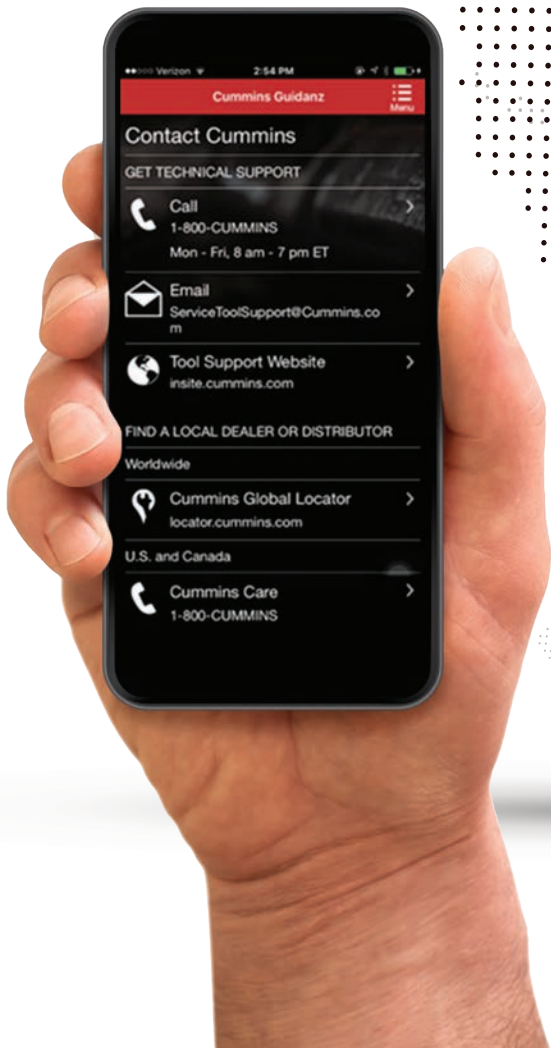 Verizon 2:54 PM
Cummins Guidanz
Menu
Contact Cummins
GET TECHNICAL SUPPORT
Call
1-800-CUMMINS
Mon - Fri, 8 am - 7 pm ET
Email
ServiceToolSupport@Cummins.co
m
Tool Support Website
insite.cummins.com
FIND A LOCAL DEALER OR DISTRIBUTOR
Worldwide
Cummins Global Locator
locator.cummins.com
U.S. and Canada
Cummins Care
1-800-CUMMINS